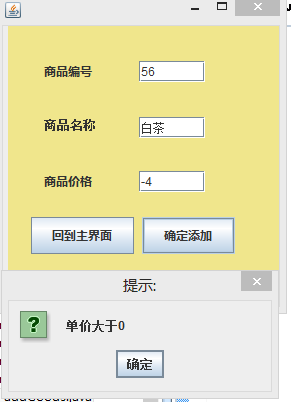 商品编号 56
商品名称 白茶
商品价格 -4
回到主界面 确定添加
提示:
单价大于0
确定